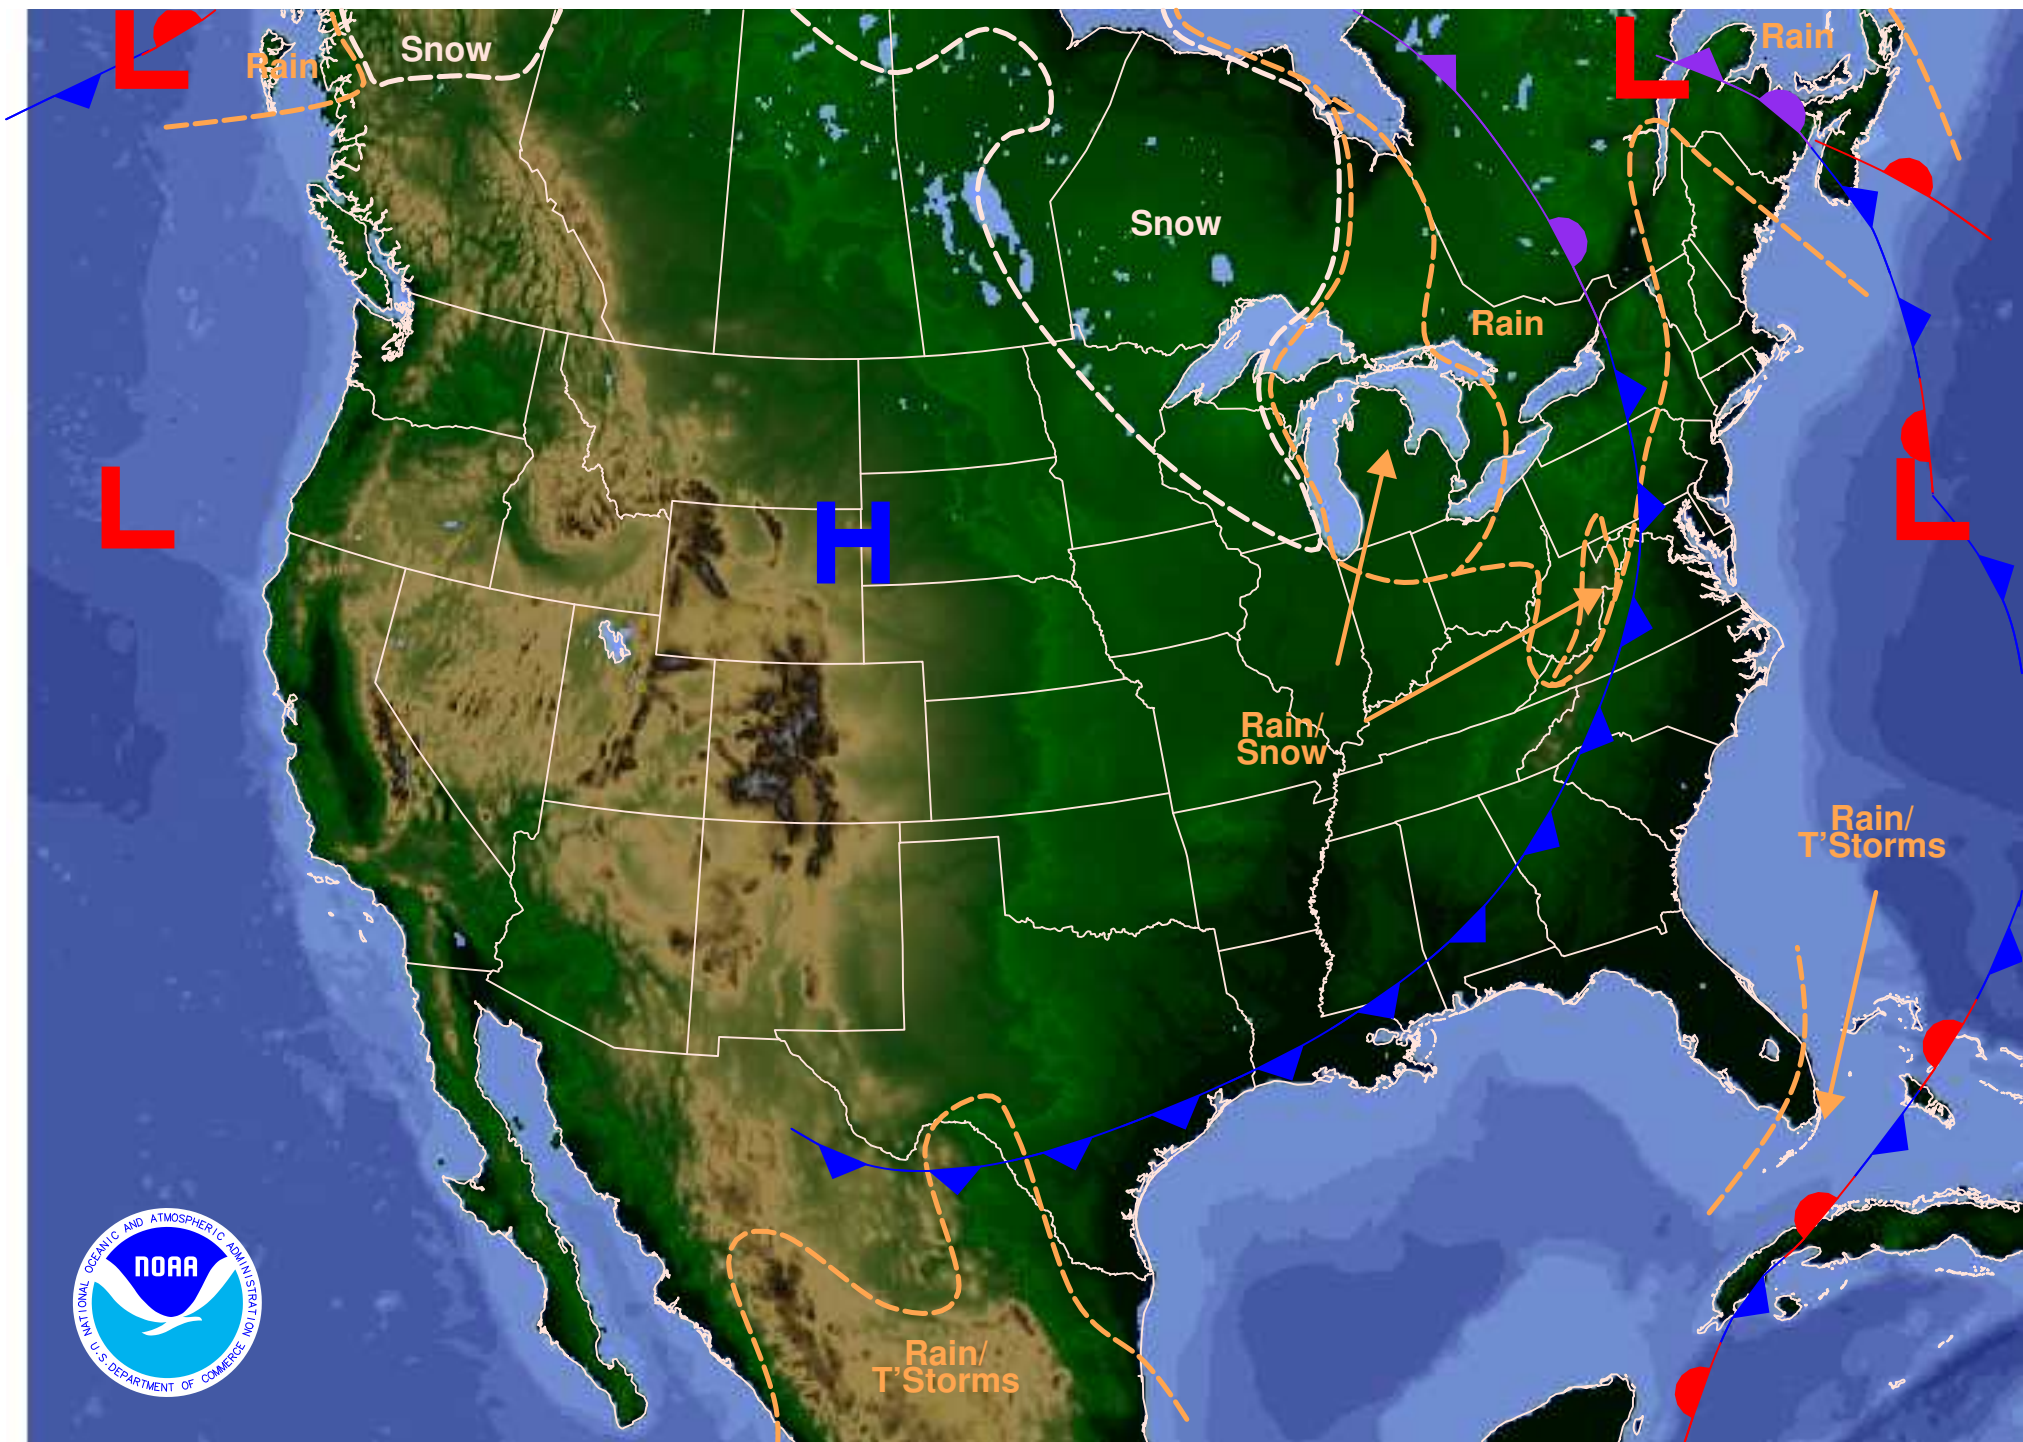 L
Rain
Snow
L
Rain
Snow
Rain
L
H
L
Rain/
Snow
Rain/
T'Storms
Rain/
T'Storms
NOAA
NATIONAL OCEANIC AND ATMOSPHERIC ADMINISTRATION
U.S. DEPARTMENT OF COMMERCE